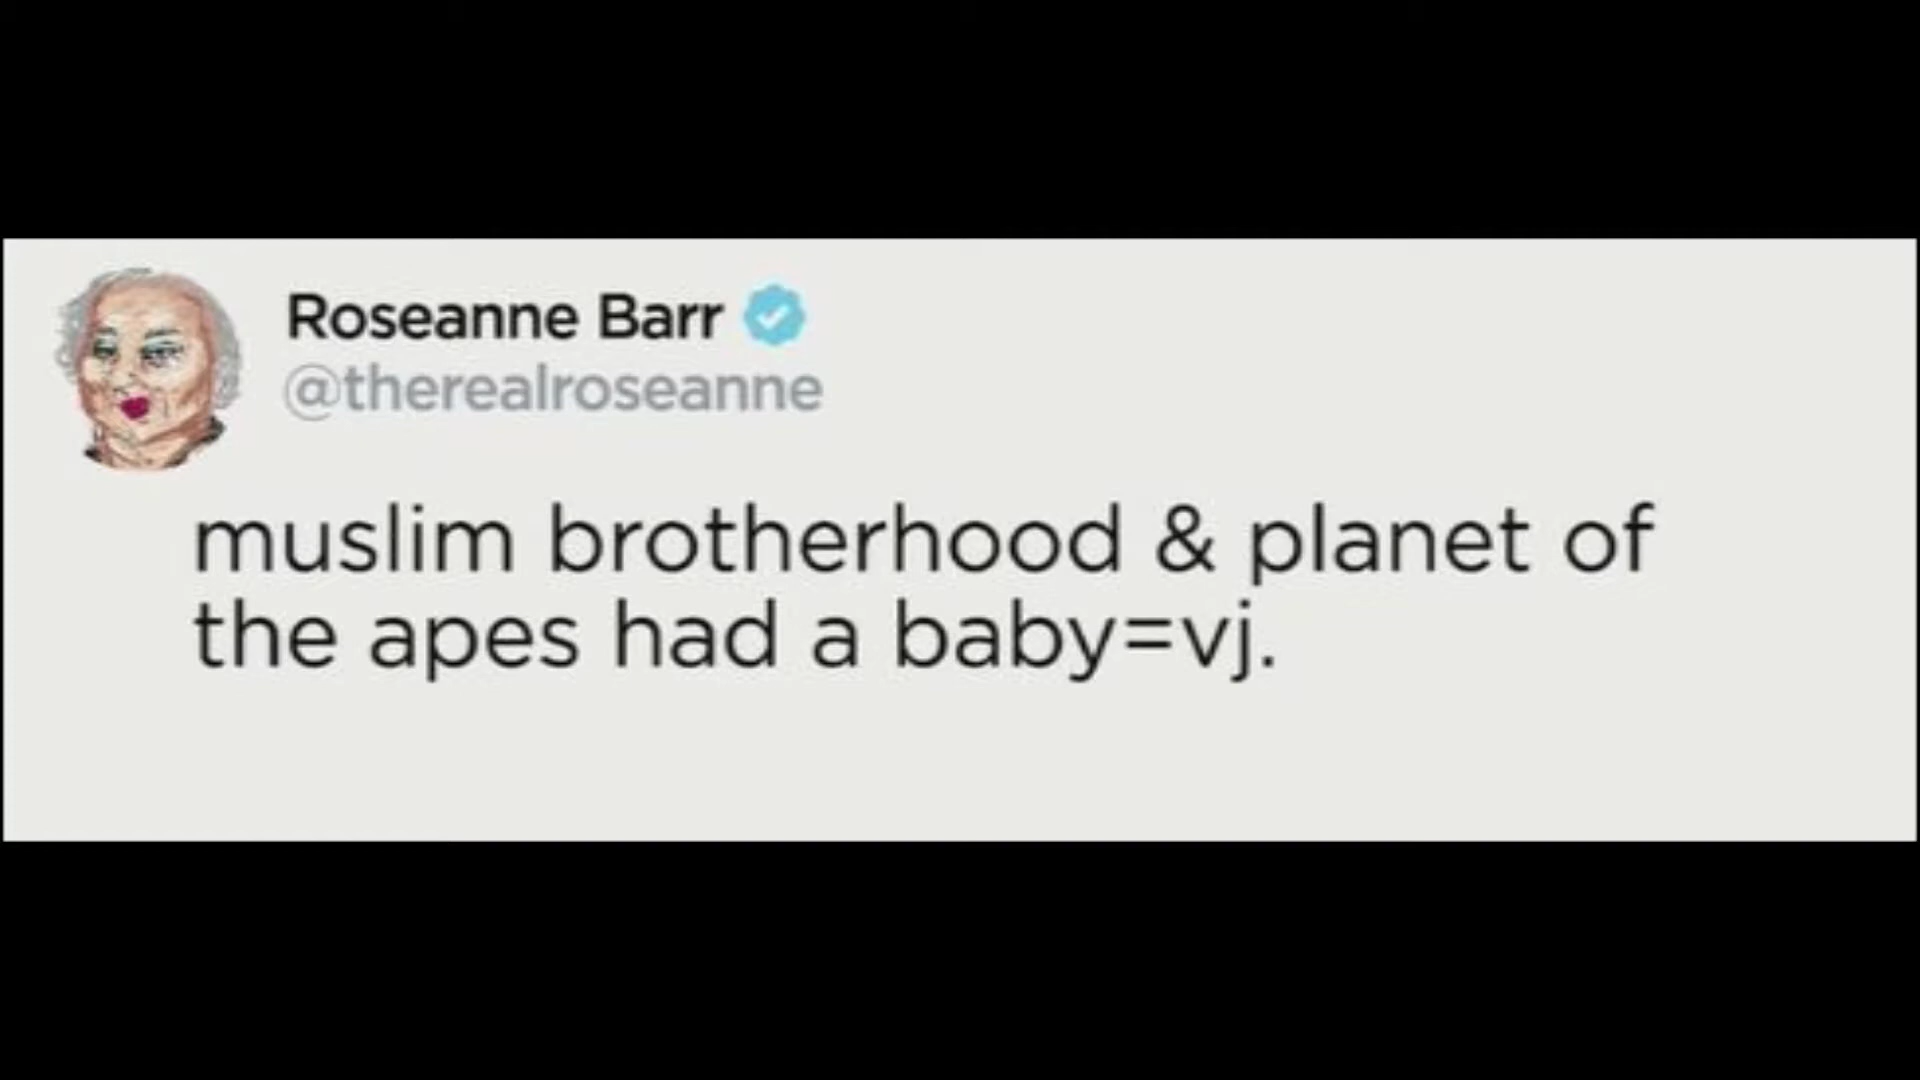 Roseanne Barr
@therealroseanne
muslim brotherhood & planet of
the apes had a baby=vj.